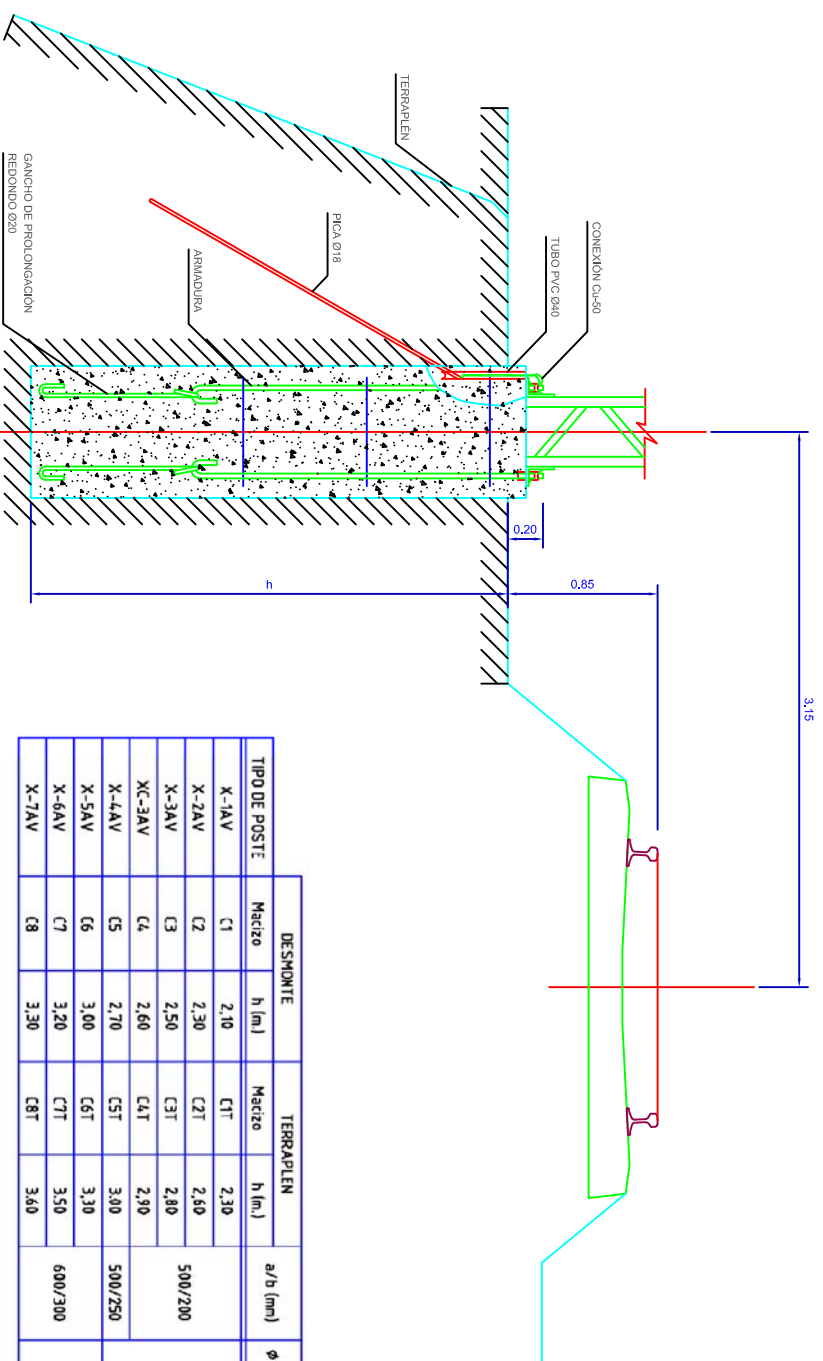 CONEXIÓN Cu-50
TUBO PVC Ø40
TERRAPLÉN
PICA Ø18
ARMADURA
GANCHO DE PROLONGACIÓN
REDONDO Ø20
0.20
0.85
h
3.15
DESMONTE TERRAPLEN
TIPO DE POSTE Macizo h (m.) Macizo h (m.) a/b (mm) Ø
X-1AV C1 2,10 C1T 2,30
X-2AV C2 2,30 C2T 2,60
X-3AV C3 2,50 C3T 2,80 500/200
XC-3AV C4 2,60 C4T 2,90
X-4AV C5 2,70 C5T 3,00 500/250
X-5AV C6 3,00 C6T 3,30
X-6AV C7 3,20 C7T 3,50 600/300
X-7AV C8 3,30 C8T 3,60